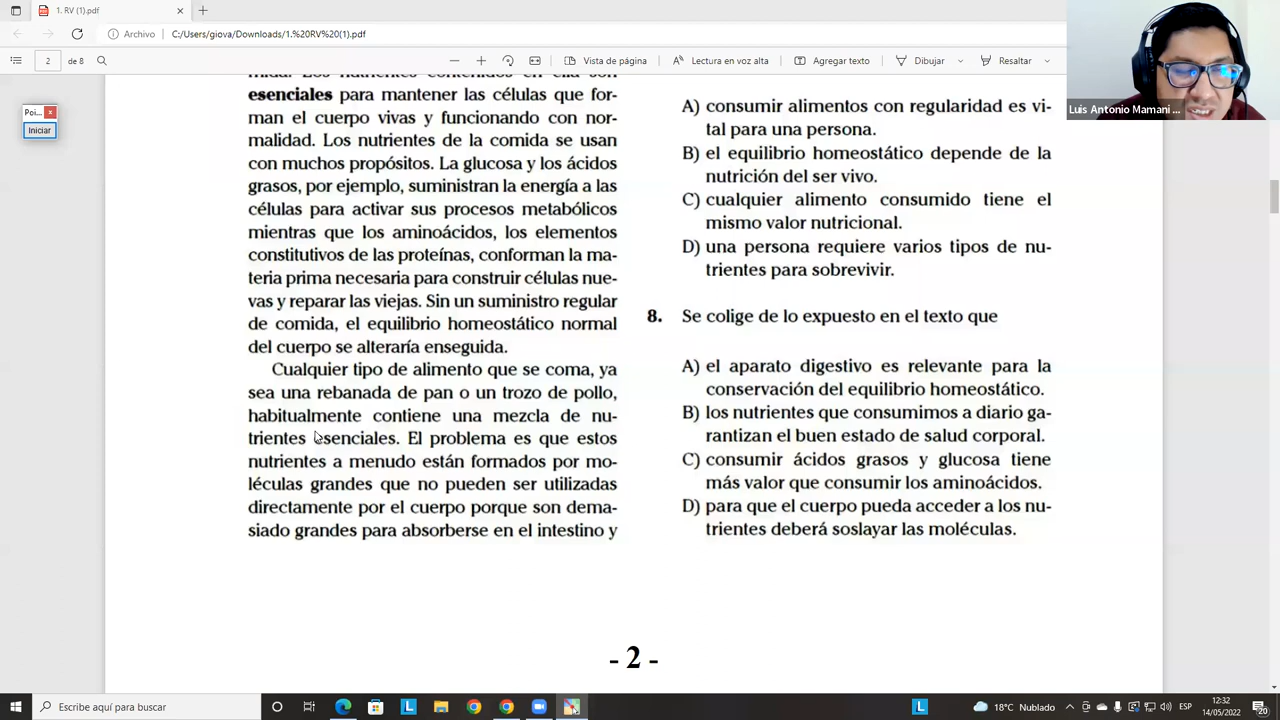 1. RV (1).pdf
Archivo
C:/Users/giova/Downloads/1.%20RV%20(1).pdf
2
de 8
Vista de página
Lectura en voz alta
Agregar texto
Dibujar
Resaltar
Luis Antonio Mamani ...
Poi...
Iniciar
mida. Los nutrientes contenidos en ella son
esenciales para mantener las células que for-
man el cuerpo vivas y funcionando con nor-
malidad. Los nutrientes de la comida se usan
con muchos propósitos. La glucosa y los ácidos
grasos, por ejemplo, suministran la energía a las
células para activar sus procesos metabólicos
mientras que los aminoácidos, los elementos
constitutivos de las proteínas, conforman la ma-
teria prima necesaria para construir células nue-
vas y reparar las viejas. Sin un suministro regular
de comida, el equilibrio homeostático normal
del cuerpo se alteraría enseguida.
Cualquier tipo de alimento que se coma, ya
sea una rebanada de pan o un trozo de pollo,
habitualmente contiene una mezcla de nu-
trientes esenciales. El problema es que estos
nutrientes a menudo están formados por mo-
léculas grandes que no pueden ser utilizadas
directamente por el cuerpo porque son dema-
siado grandes para absorberse en el intestino y
A) consumir alimentos con regularidad es vi-
tal para una persona.
B) el equilibrio homeostático depende de la
nutrición del ser vivo.
C) cualquier alimento consumido tiene el
mismo valor nutricional.
D) una persona requiere varios tipos de nu-
trientes para sobrevivir.
8. Se colige de lo expuesto en el texto que
A) el aparato digestivo es relevante para la
conservación del equilibrio homeostático.
B) los nutrientes que consumimos a diario ga-
rantizan el buen estado de salud corporal.
C) consumir ácidos grasos y glucosa tiene
más valor que consumir los aminoácidos.
D) para que el cuerpo pueda acceder a los nu-
trientes deberá soslayar las moléculas.
- 2 -
Escribe aquí para buscar
18°C Nublado
ESP
12:32
14/05/2022
20